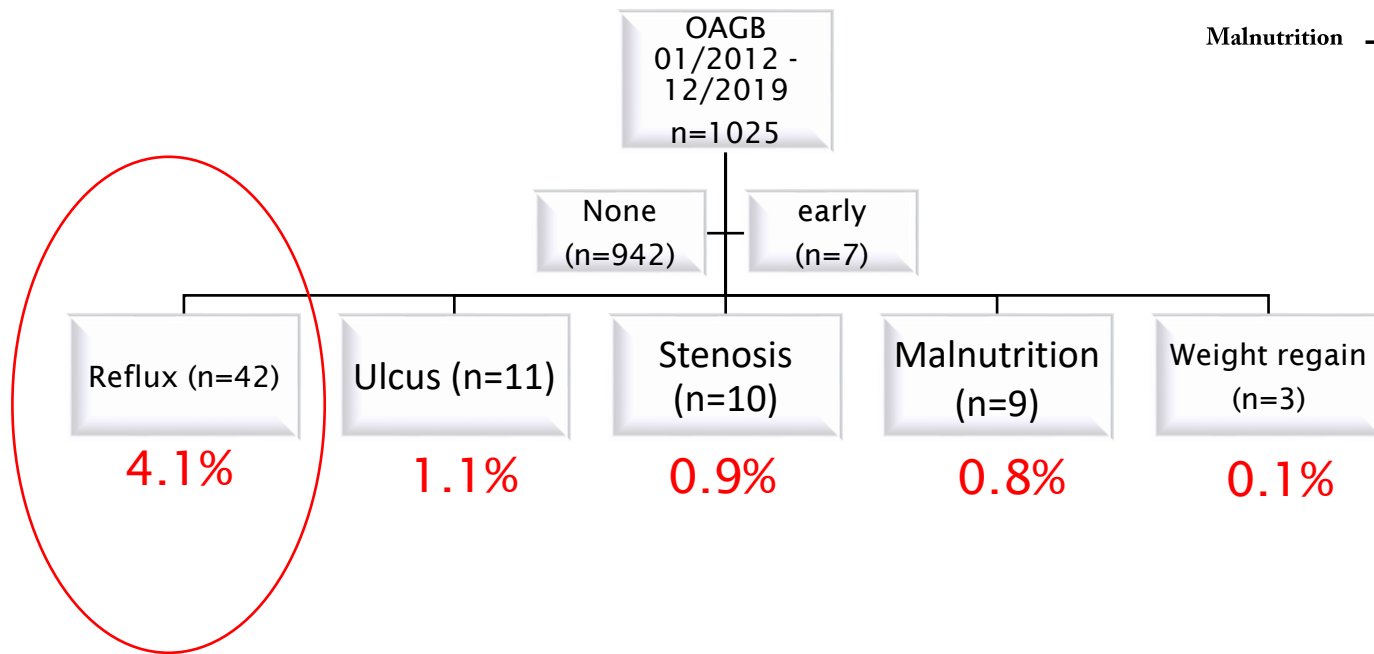 OAGB
01/2012 -
12/2019
n=1025
Malnutrition
None
(n=942)
early
(n=7)
Reflux (n=42)
Ulcus (n=11)
Stenosis
(n=10)
Malnutrition
(n=9)
Weight regain
(n=3)
4.1%
1.1%
0.9%
0.8%
0.1%